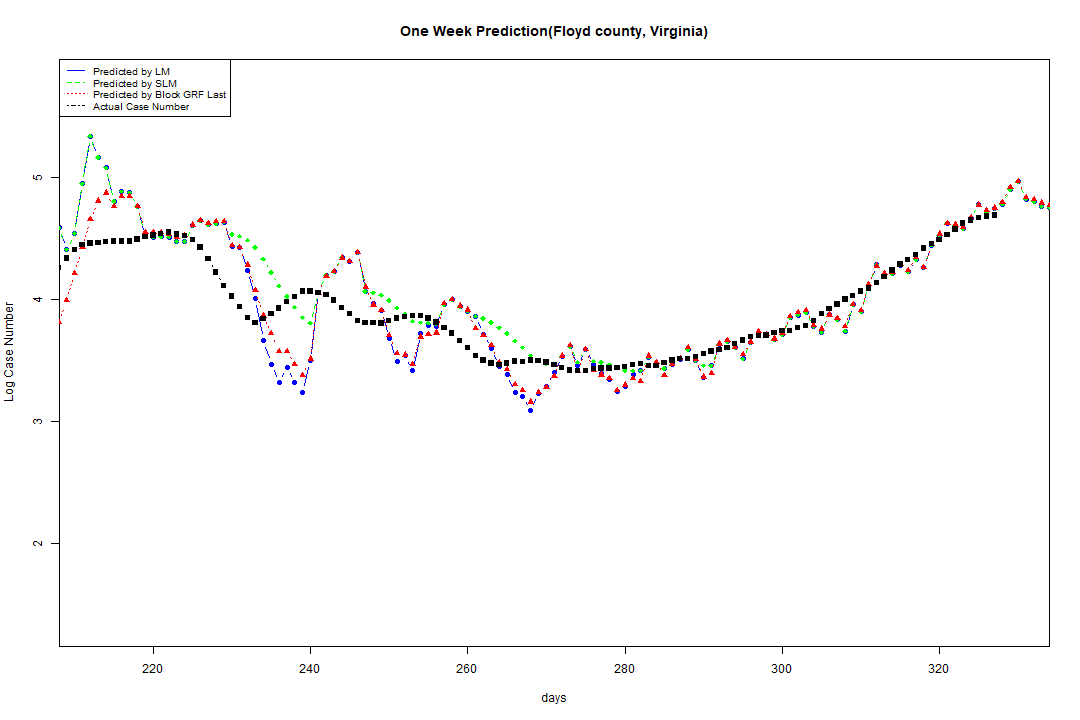 One Week Prediction(Floyd county, Virginia)
Predicted by LM
Predicted by SLM
Predicted by Block GRF Last
Actual Case Number
Log Case Number
5
4
3
2
220 240 260 280 300 320
days